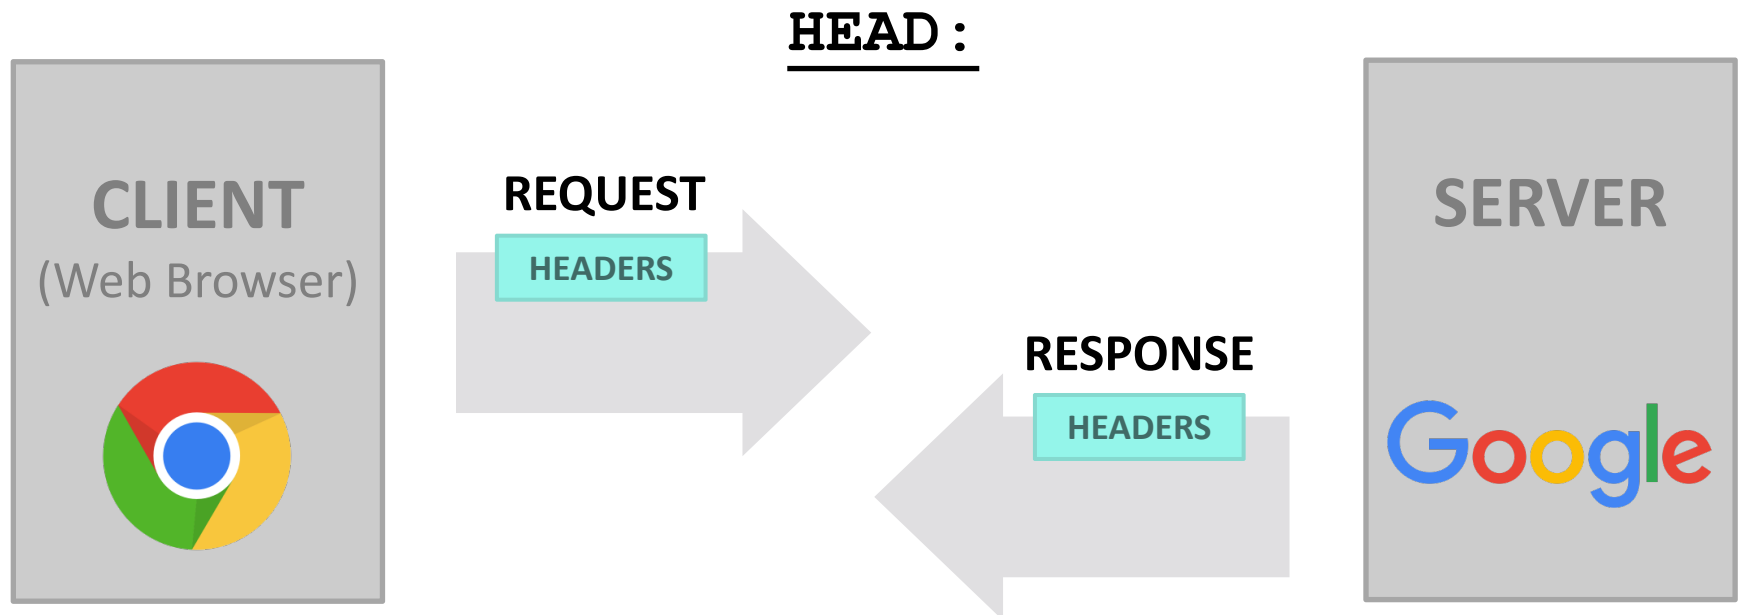 HEAD:
CLIENT
(Web Browser)
REQUEST
HEADERS
RESPONSE
HEADERS
SERVER
Google